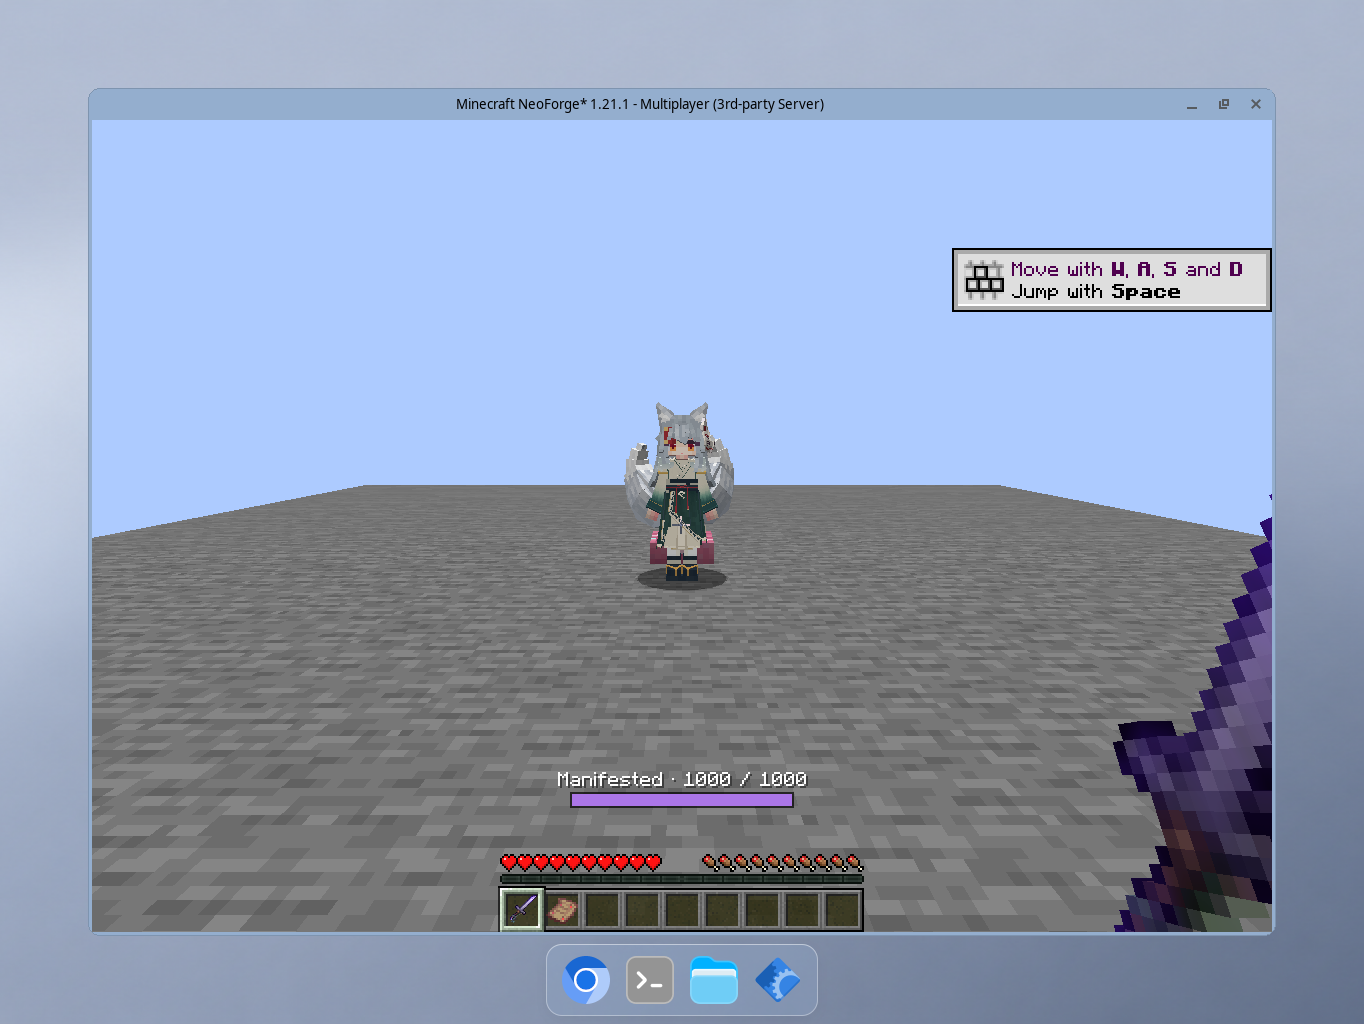 Minecraft NeoForge* 1.21.1 - Multiplayer (3rd-party Server)
Move with W, A, S and D
Jump with Space
Manifested · 1000 / 1000